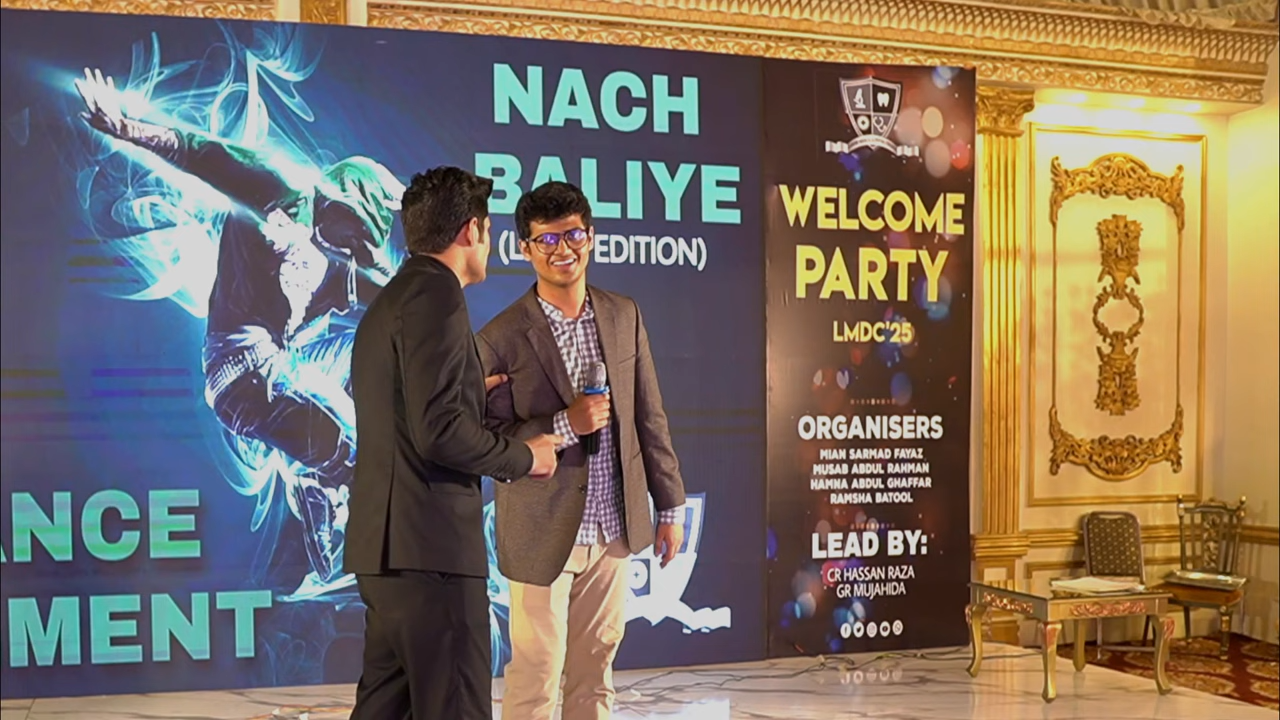 NACH
BALIYE
(L EDITION)
ANCE
MENT
WELCOME
PARTY
LMDC'25
ORGANISERS
MIAN SARMAD FAYAZ
MUSAB ABDUL RAHMAN
HAMNA ABDUL GHAFFAR
RAMSHA BATOOL
LEAD BY:
CR HASSAN RAZA
GR MUJAHIDA